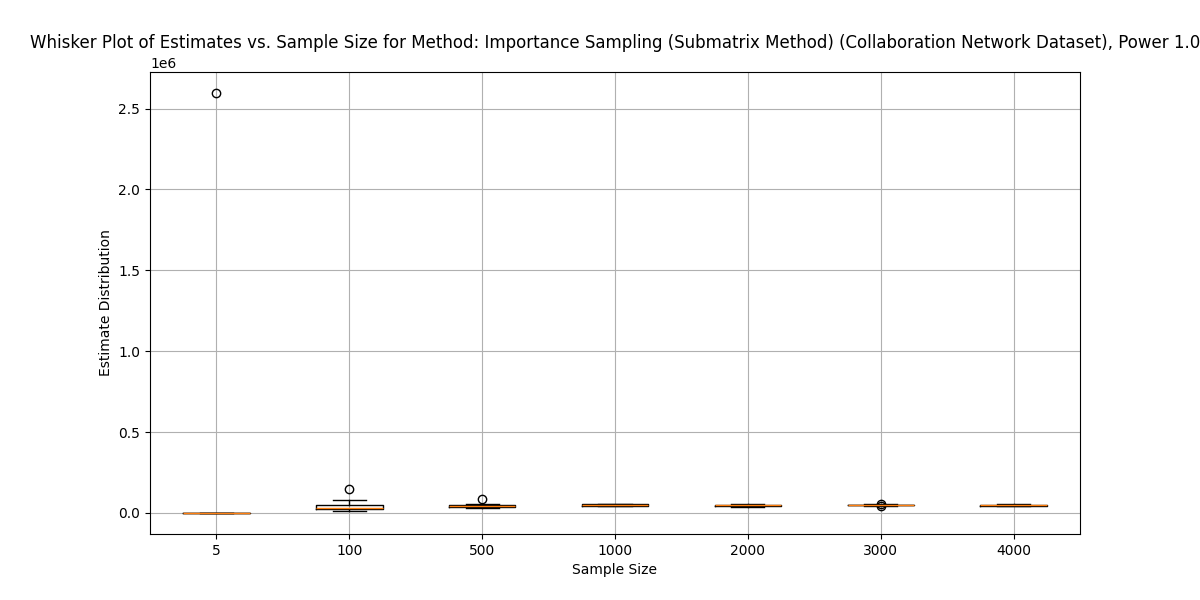 Whisker Plot of Estimates vs. Sample Size for Method: Importance Sampling (Submatrix Method) (Collaboration Network Dataset), Power 1.0
1e6
2.5
2.0
1.5
1.0
0.5
0.0
Estimate Distribution
5 100 500 1000 2000 3000 4000
Sample Size